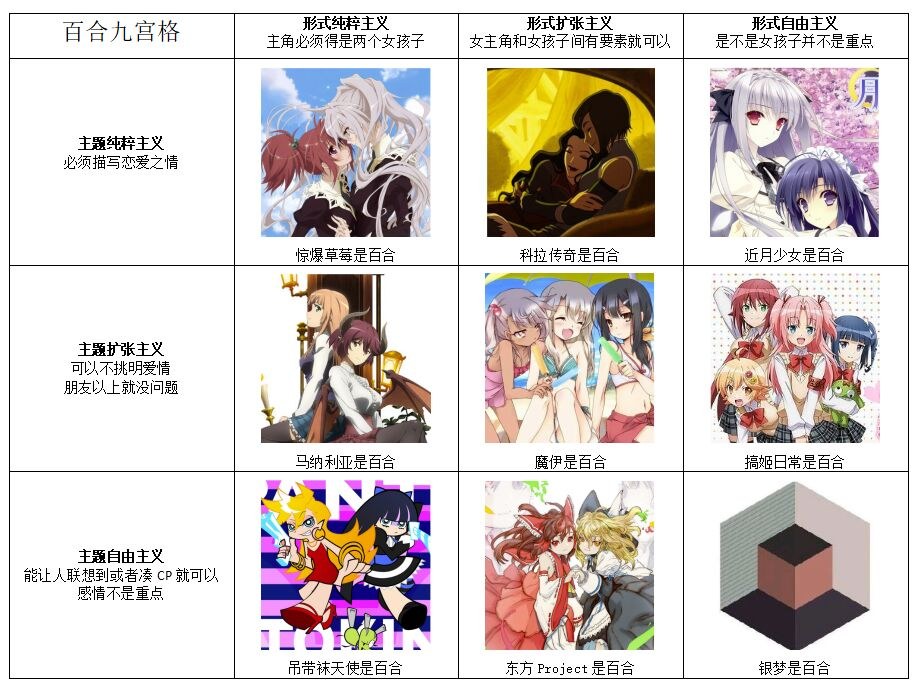 百合九宫格
形式纯粹主义
主角必须得是两个女孩子
形式扩张主义
女主角和女孩子间有要素就可以
形式自由主义
是不是女孩子并不是重点
主题纯粹主义
必须描写恋爱之情
月
惊爆草莓是百合
科拉传奇是百合
近月少女是百合
主题扩张主义
可以不挑明爱情
朋友以上就没问题
马纳利亚是百合
魔伊是百合
搞姬日常是百合
主题自由主义
能让人联想到或者凑 CP 就可以
感情不是重点
吊带袜天使是百合
东方 Project 是百合
银梦是百合